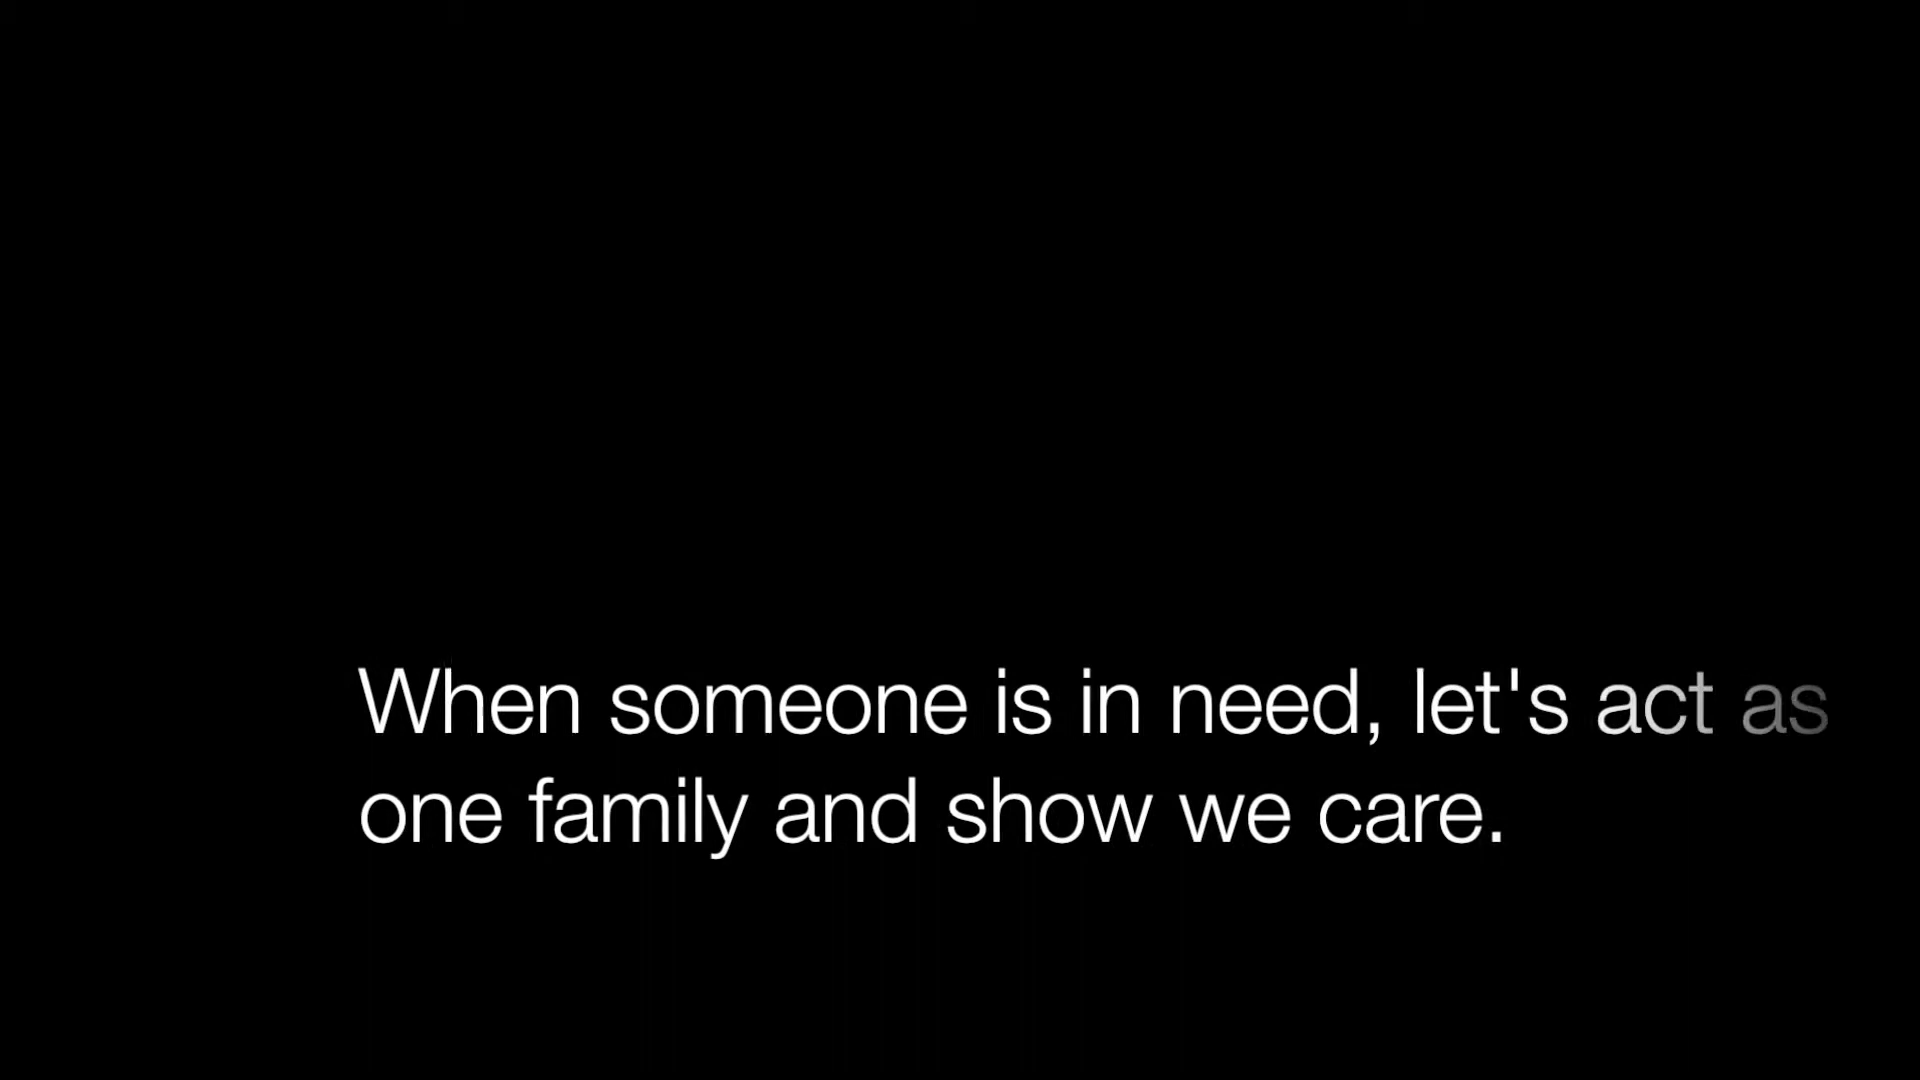 When someone is in need, let's act as
one family and show we care.